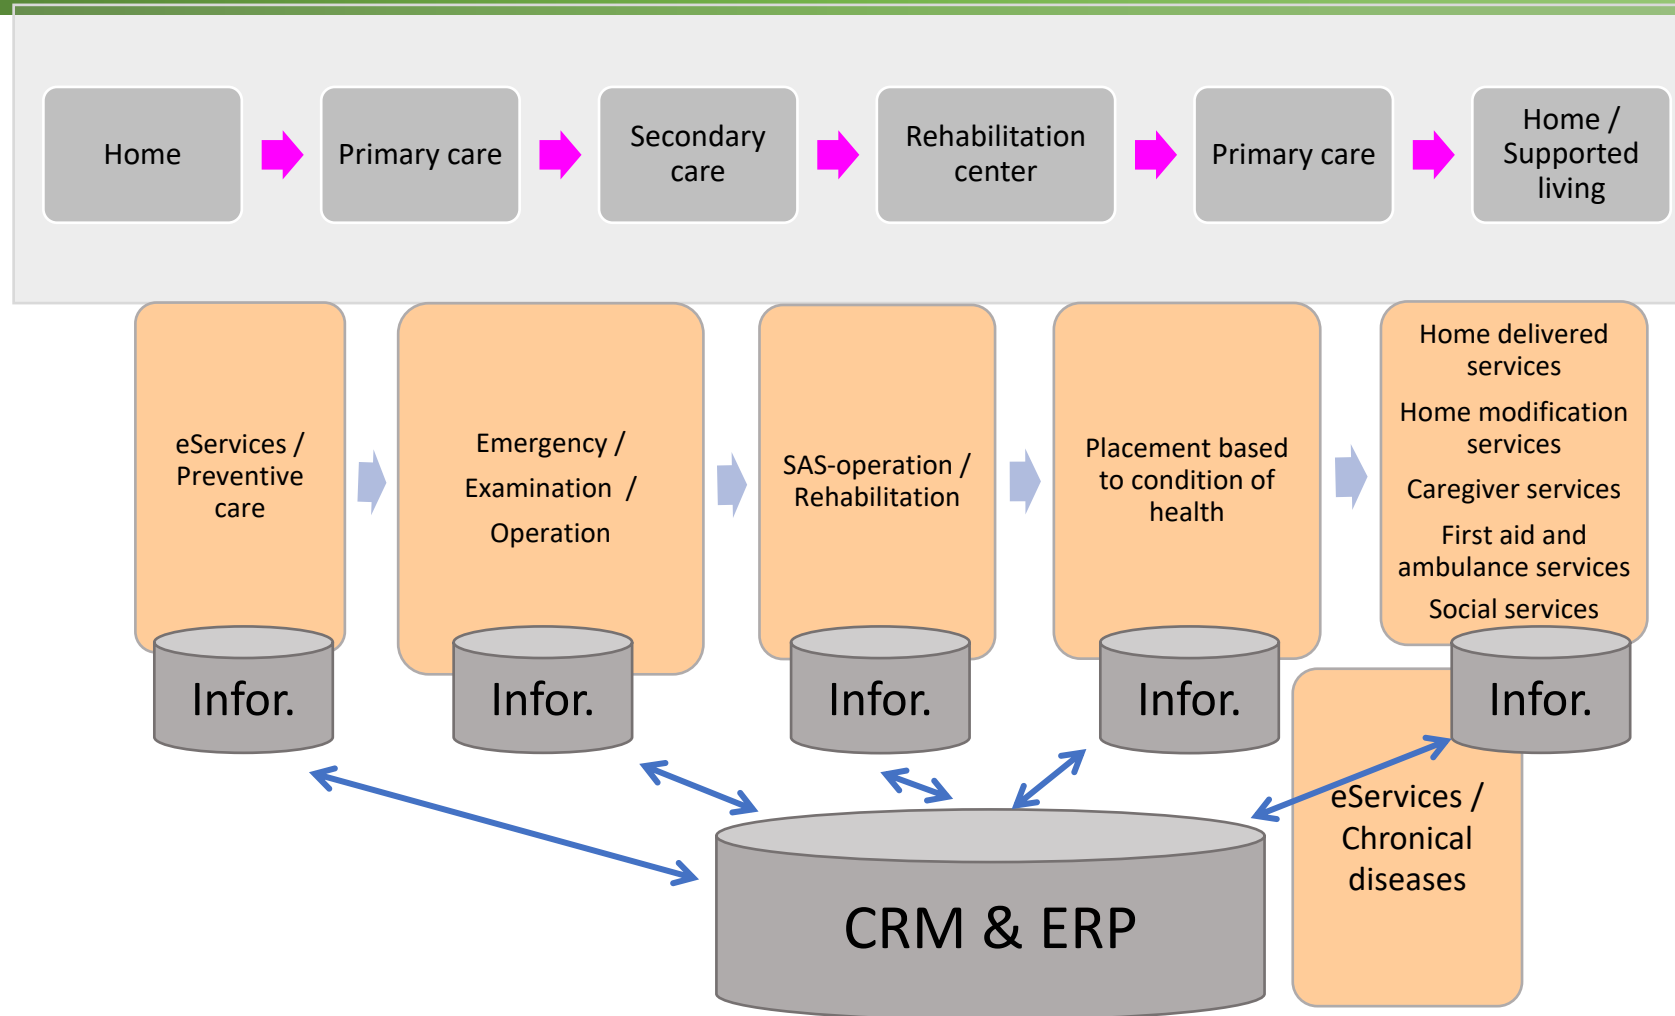 Home
Primary care
Secondary
care
Rehabilitation
center
Primary care
Home /
Supported
living
eServices /
Preventive
care
Emergency /
Examination /
Operation
SAS-operation /
Rehabilitation
Placement based
to condition of
health
Home delivered
services
Home modification
services
Caregiver services
First aid and
ambulance services
Social services
Infor.
Infor.
Infor.
Infor.
Infor.
eServices /
Chronical
diseases
CRM & ERP